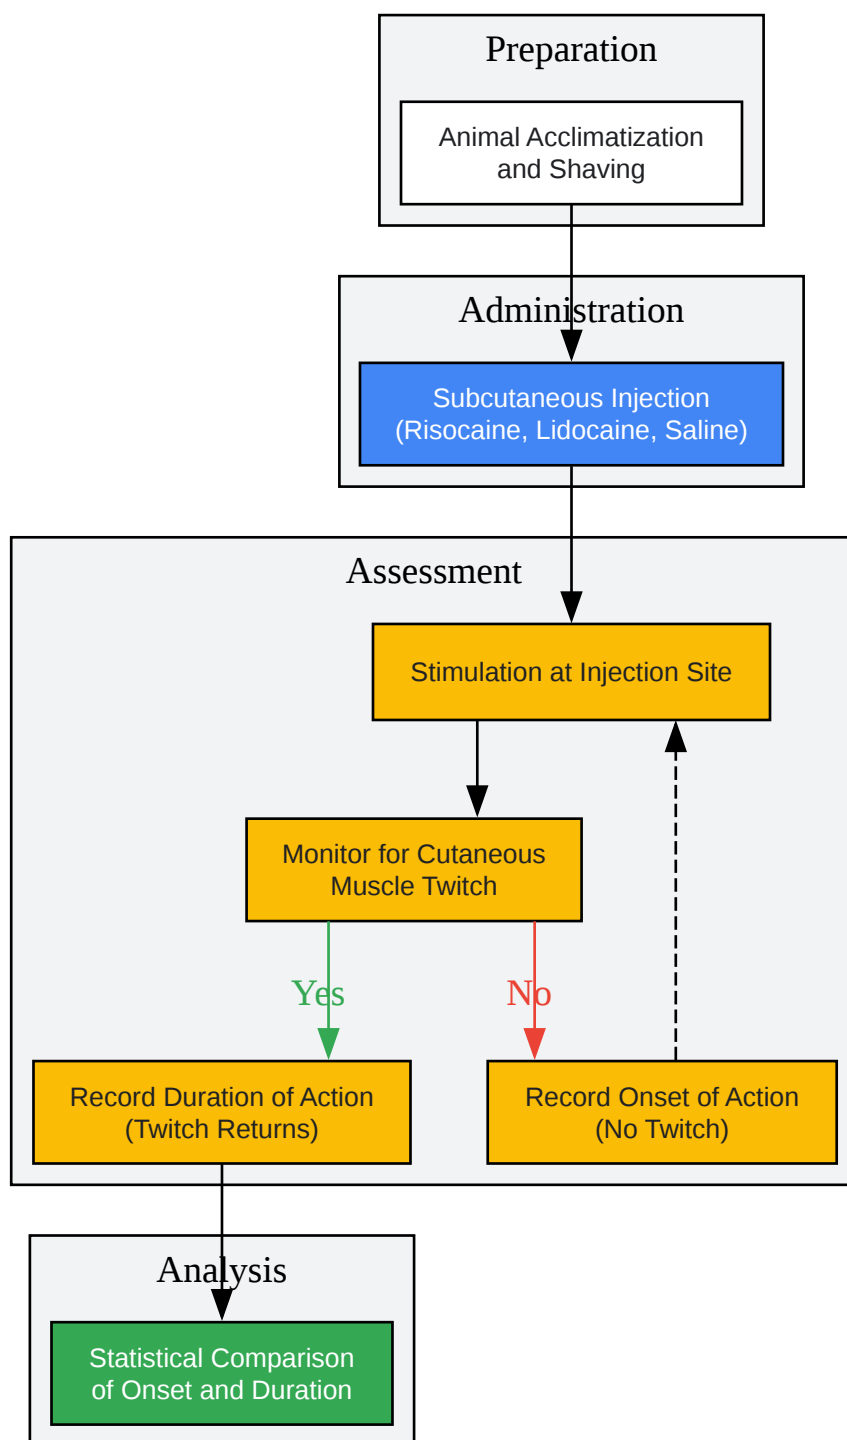 Preparation
Animal Acclimatization
and Shaving
Administration
Subcutaneous Injection
(Risocaine, Lidocaine, Saline)
Assessment
Stimulation at Injection Site
Monitor for Cutaneous
Muscle Twitch
Yes
No
Record Duration of Action
(Twitch Returns)
Record Onset of Action
(No Twitch)
Analysis
Statistical Comparison
of Onset and Duration